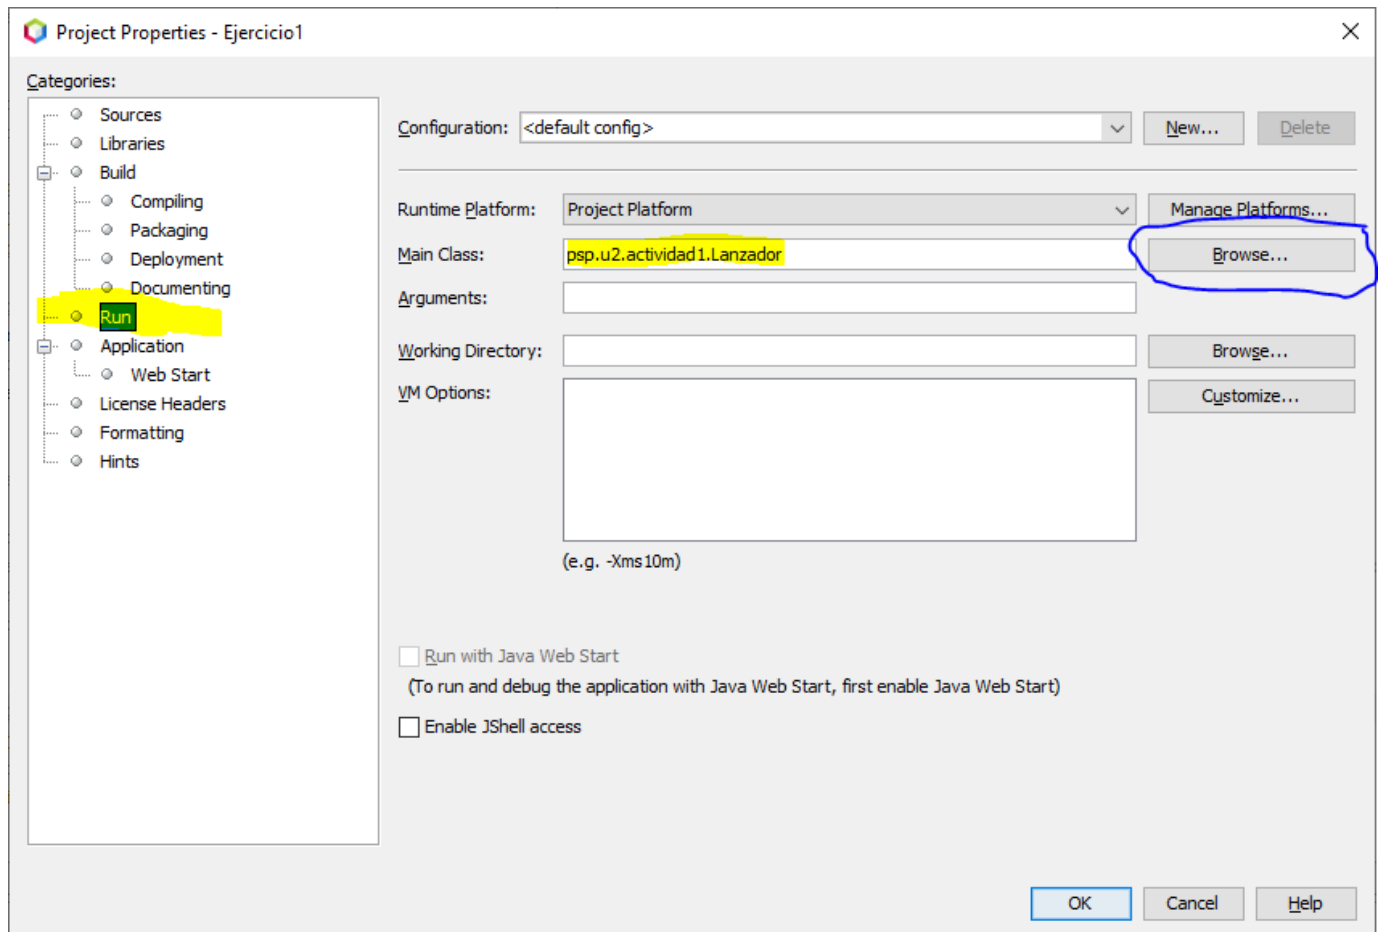 Project Properties - Ejercicio1
Categories:
Sources
Libraries
Build
Compiling
Packaging
Deployment
Documenting
Run
Application
Web Start
License Headers
Formatting
Hints
Configuration: <default config> New... Delete
Runtime Platform: Project Platform Manage Platforms...
Main Class: psp.u2.actividad1.Lanzador Browse...
Arguments:
Working Directory: Browse...
VM Options: Customize...
(e.g. -Xms10m)
Run with Java Web Start
(To run and debug the application with Java Web Start, first enable Java Web Start)
Enable JShell access
OK Cancel Help